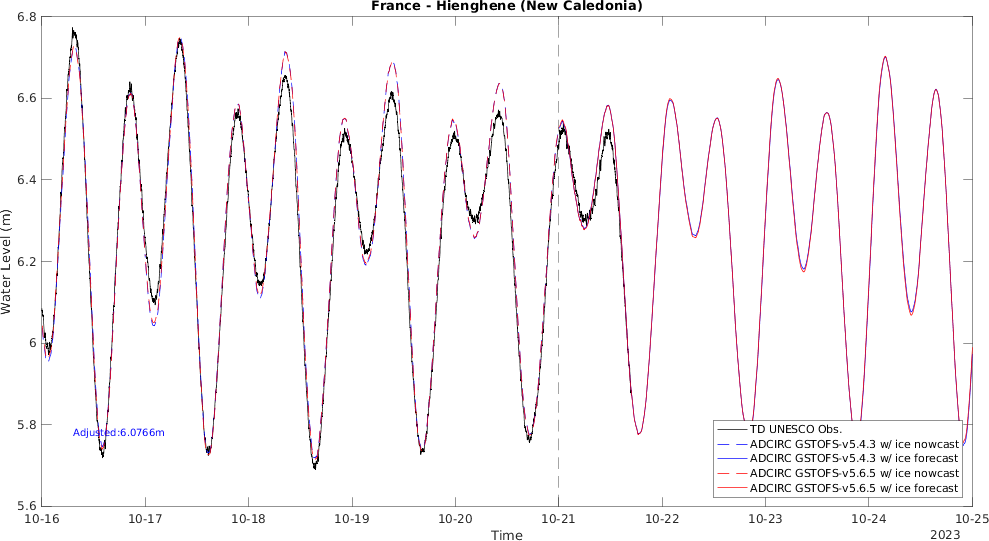 France - Hienghene (New Caledonia)
6.8
6.6
6.4
6.2
6
5.8
5.6
Water Level (m)
Adjusted:6.0766m
TD UNESCO Obs.
ADCIRC GSTOFS-v5.4.3 w/ ice nowcast
ADCIRC GSTOFS-v5.4.3 w/ ice forecast
ADCIRC GSTOFS-v5.6.5 w/ ice nowcast
ADCIRC GSTOFS-v5.6.5 w/ ice forecast
10-16 10-17 10-18 10-19 10-20 10-21 10-22 10-23 10-24 10-25
Time
2023